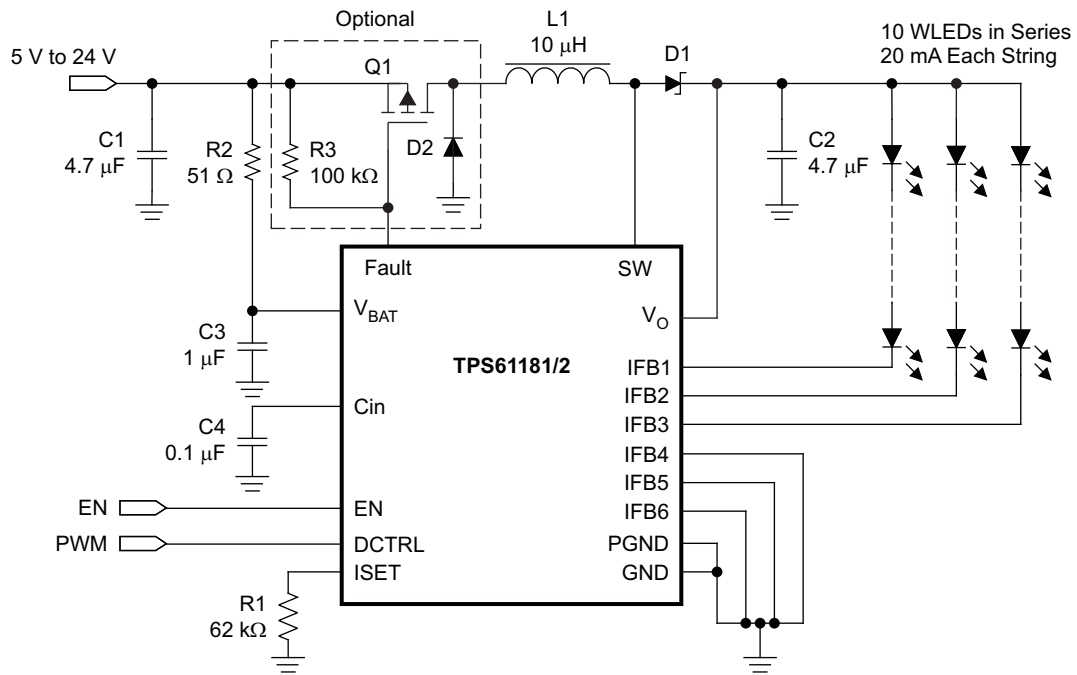 Optional
L1
10 μH
10 WLEDs in Series
20 mA Each String
5 V to 24 V
Q1
D1
C1
4.7 μF
R2
51 Ω
R3
100 kΩ
D2
C2
4.7 μF
Fault
SW
VBAT
VO
C3
1 μF
TPS61181/2
IFB1
IFB2
IFB3
Cin
C4
0.1 μF
IFB4
IFB5
IFB6
EN
EN
PWM
DCTRL
PGND
ISET
GND
R1
62 kΩ